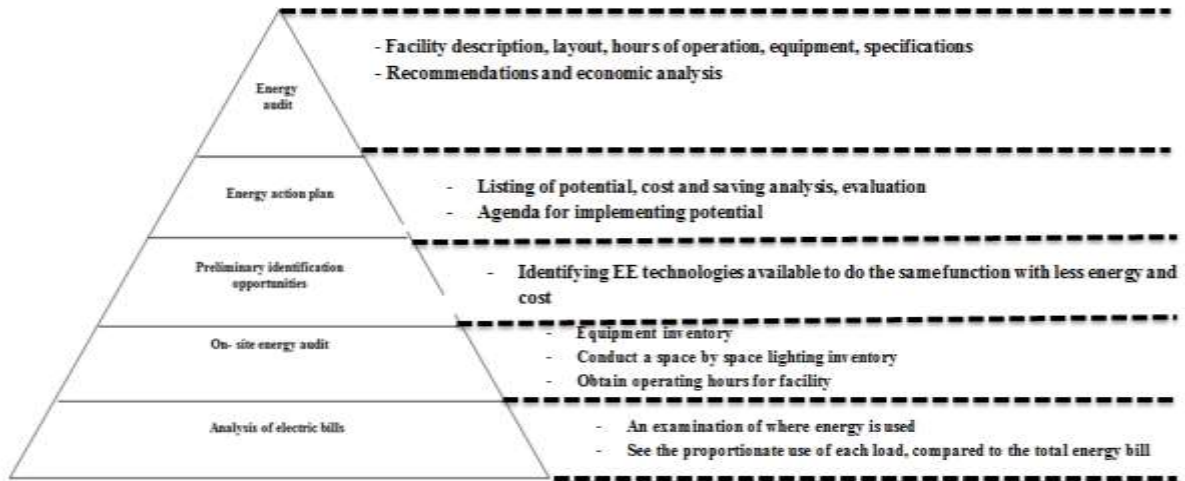 Energy
audit
- Facility description, layout, hours of operation, equipment, specifications
- Recommendations and economic analysis
Energy action plan
- Listing of potential, cost and saving analysis, evaluation
- Agenda for implementing potential
Preliminary identification
opportunities
- Identifying EE technologies available to do the same function with less energy and
cost
On- site energy audit
- Equipment inventory
- Conduct a space by space lighting inventory
- Obtain operating hours for facility
Analysis of electric bills
- An examination of where energy is used
- See the proportionate use of each load, compared to the total energy bill